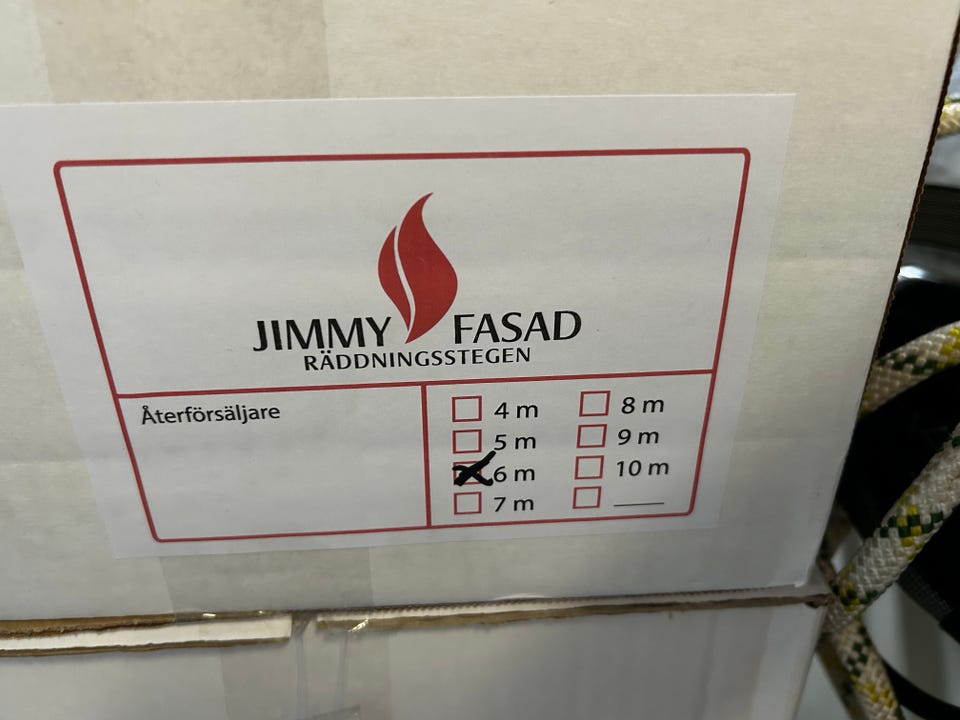 JIMMY FASAD
RÄDDNINGSSTEGEN
Återförsäljare
4 m
5 m
6 m
7 m
8 m
9 m
10 m